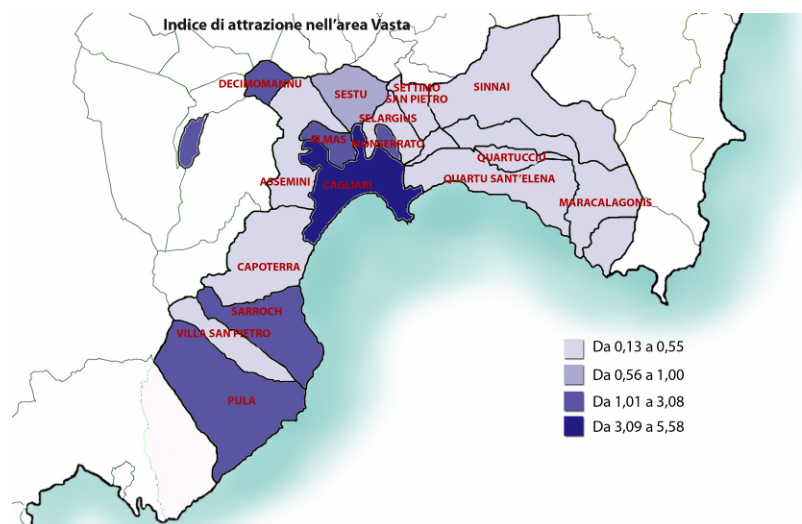 Indice di attrazione nell'area Vasta
DECIMOMANNU
SESTU
SETTIMO
SAN PIETRO
SINNAI
SELARGIUS
ELMAS
MONSERRATO
QUARTUCCIU
ASSEMINI
CAGLIARI
QUARTU SANT'ELENA
MARACALAGONIS
CAPOTERRA
SARROCH
VILLA SAN PIETRO
PULA
Da 0,13 a 0,55
Da 0,56 a 1,00
Da 1,01 a 3,08
Da 3,09 a 5,58